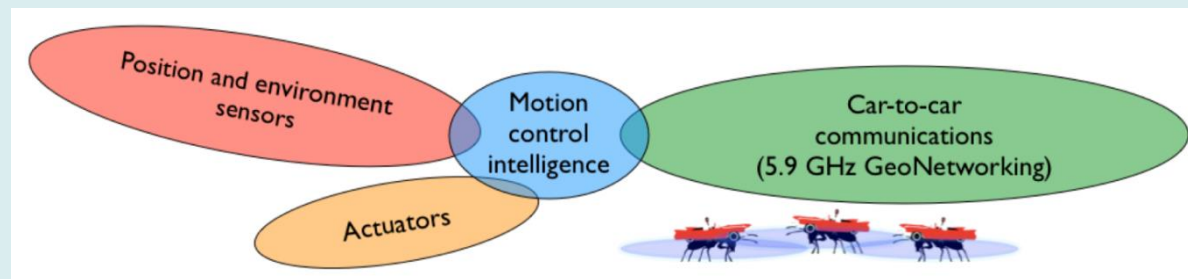 Position and environment
sensors
Motion
control
intelligence
Car-to-car
communications
(5.9 GHz GeoNetworking)
Actuators